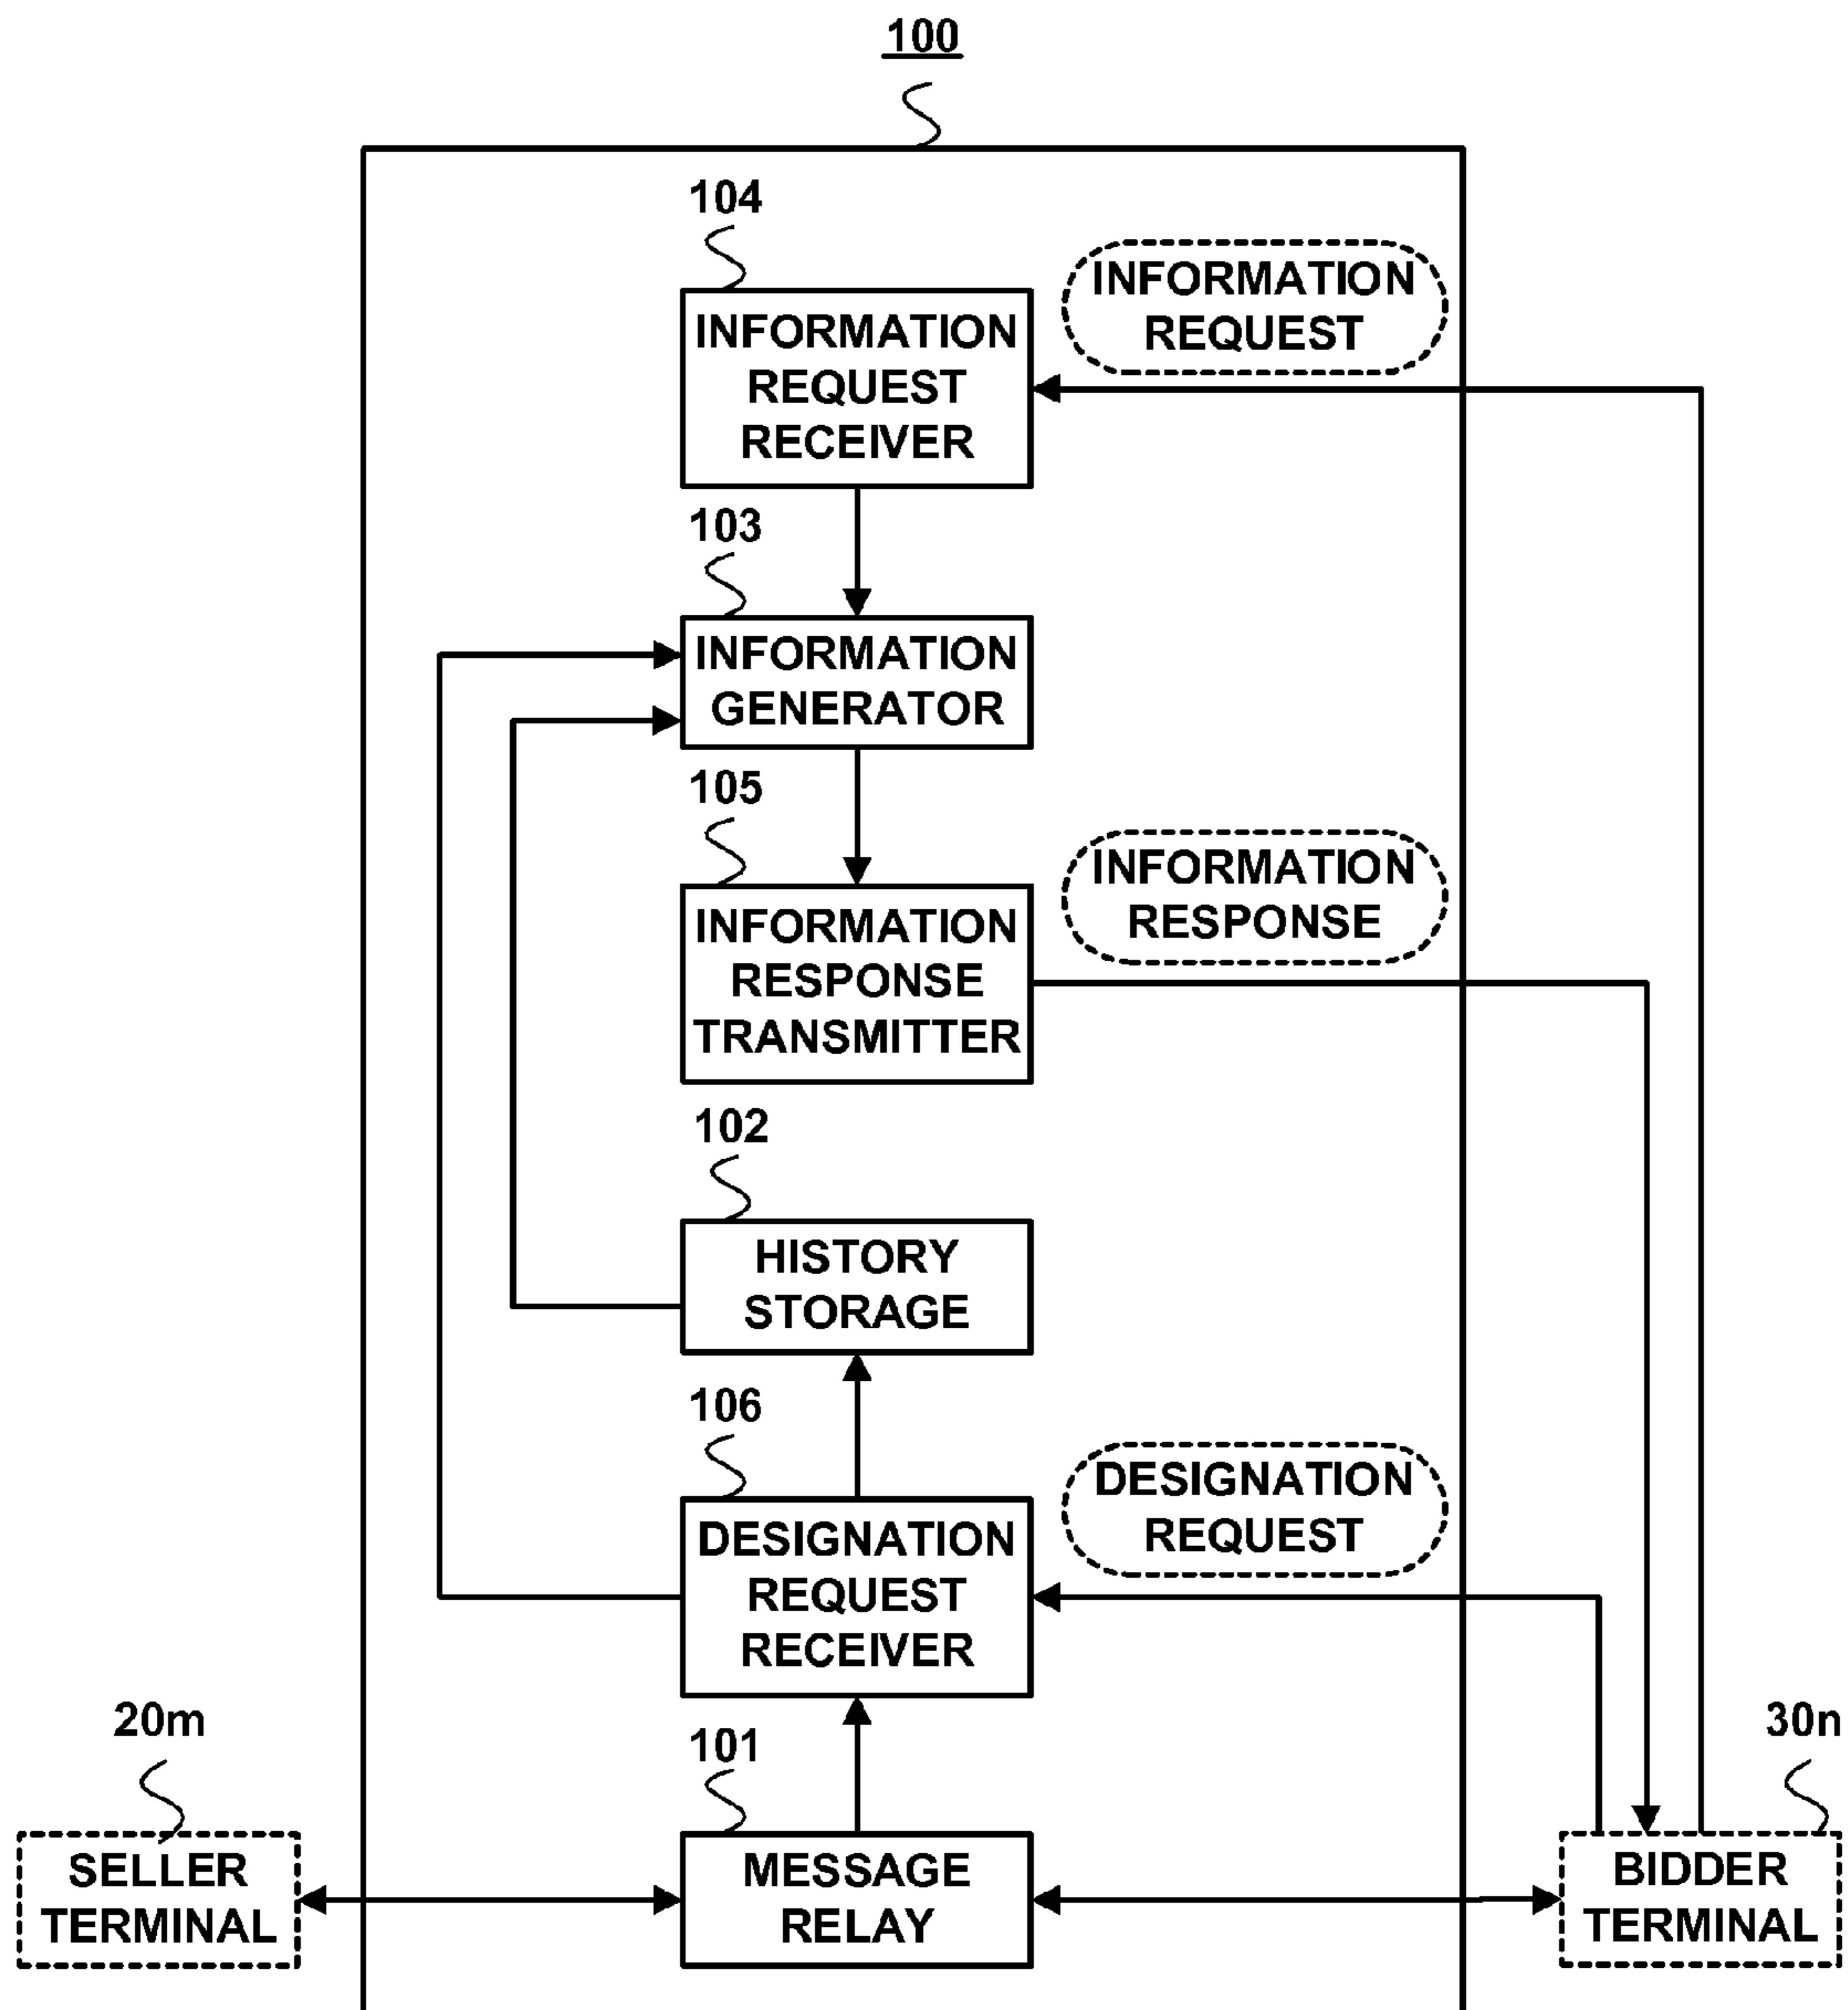 100
104
INFORMATION
REQUEST
RECEIVER
INFORMATION
REQUEST
103
INFORMATION
GENERATOR
105
INFORMATION
RESPONSE
TRANSMITTER
INFORMATION
RESPONSE
102
HISTORY
STORAGE
106
DESIGNATION
REQUEST
RECEIVER
DESIGNATION
REQUEST
20m
SELLER
TERMINAL
101
MESSAGE
RELAY
30n
BIDDER
TERMINAL